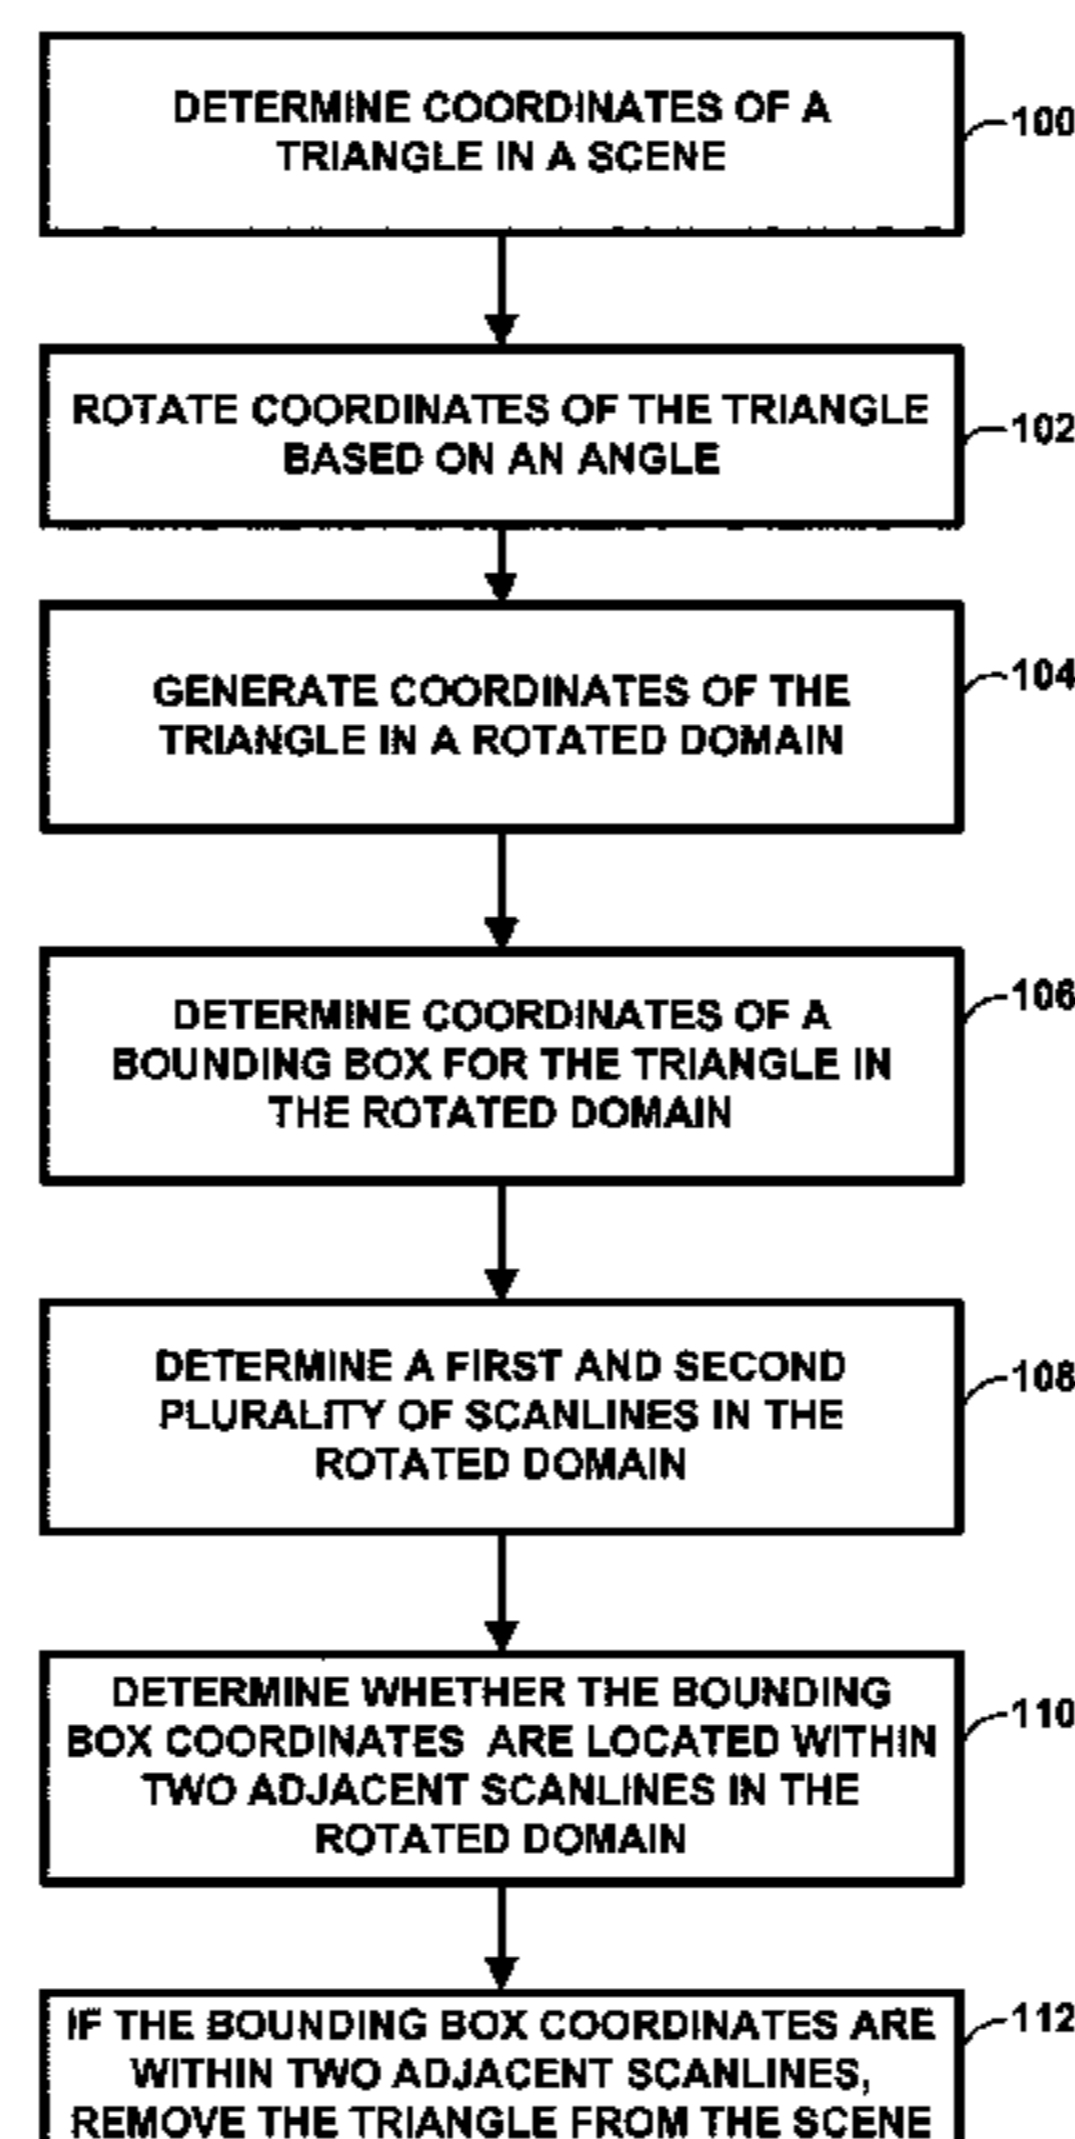 DETERMINE COORDINATES OF A
TRIANGLE IN A SCENE
100
ROTATE COORDINATES OF THE TRIANGLE
BASED ON AN ANGLE
102
GENERATE COORDINATES OF THE
TRIANGLE IN A ROTATED DOMAIN
104
DETERMINE COORDINATES OF A
BOUNDING BOX FOR THE TRIANGLE IN
THE ROTATED DOMAIN
106
DETERMINE A FIRST AND SECOND
PLURALITY OF SCANLINES IN THE
ROTATED DOMAIN
108
DETERMINE WHETHER THE BOUNDING
BOX COORDINATES ARE LOCATED WITHIN
TWO ADJACENT SCANLINES IN THE
ROTATED DOMAIN
110
IF THE BOUNDING BOX COORDINATES ARE
WITHIN TWO ADJACENT SCANLINES,
REMOVE THE TRIANGLE FROM THE SCENE
112